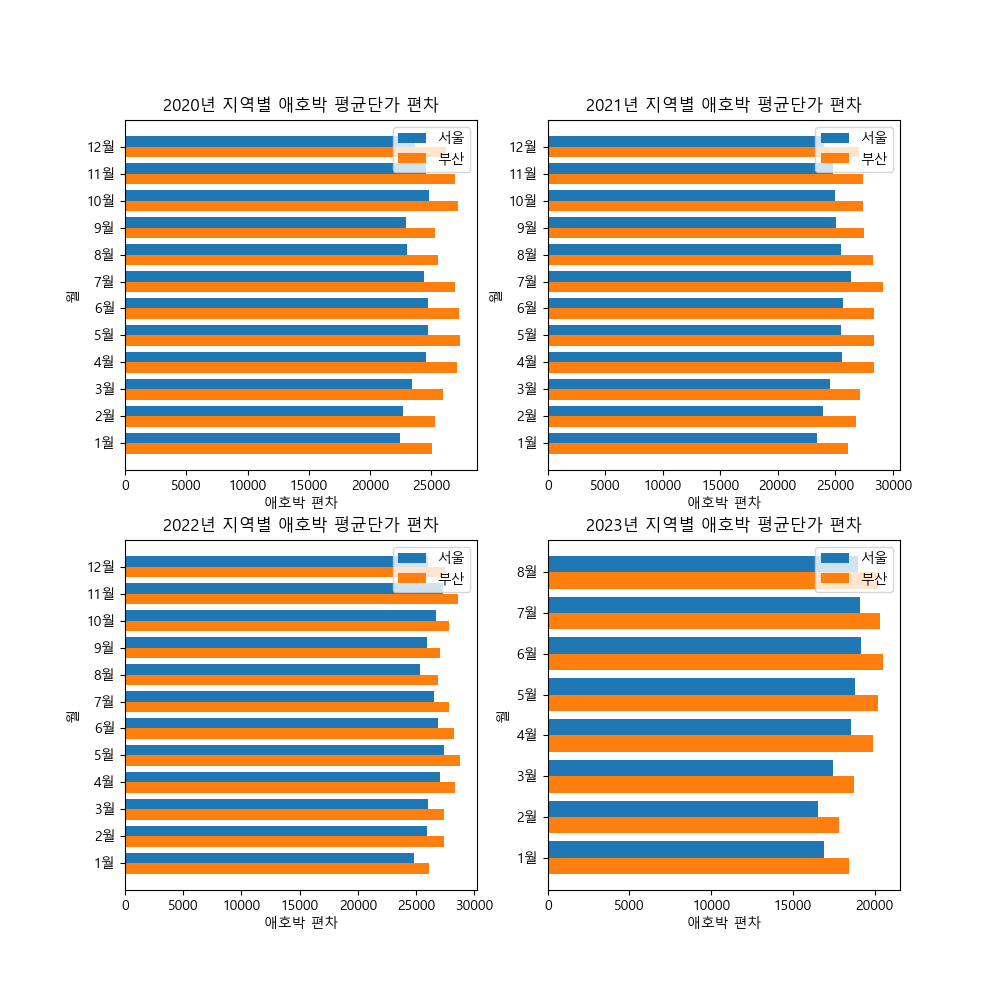 2020년 지역별 애호박 평균단가 편차
서울
부산
12월
11월
10월
9월
8월
7월
6월
5월
4월
3월
2월
1월
월
0 5000 10000 15000 20000 25000
애호박 편차
2021년 지역별 애호박 평균단가 편차
서울
부산
12월
11월
10월
9월
8월
7월
6월
5월
4월
3월
2월
1월
월
0 5000 10000 15000 20000 25000 30000
애호박 편차
2022년 지역별 애호박 평균단가 편차
서울
부산
12월
11월
10월
9월
8월
7월
6월
5월
4월
3월
2월
1월
월
0 5000 10000 15000 20000 25000 30000
애호박 편차
2023년 지역별 애호박 평균단가 편차
서울
부산
8월
7월
6월
5월
4월
3월
2월
1월
월
0 5000 10000 15000 20000
애호박 편차